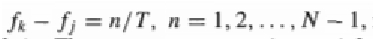 f_k − f_j = n/T, n = 1, 2, ..., N − 1,